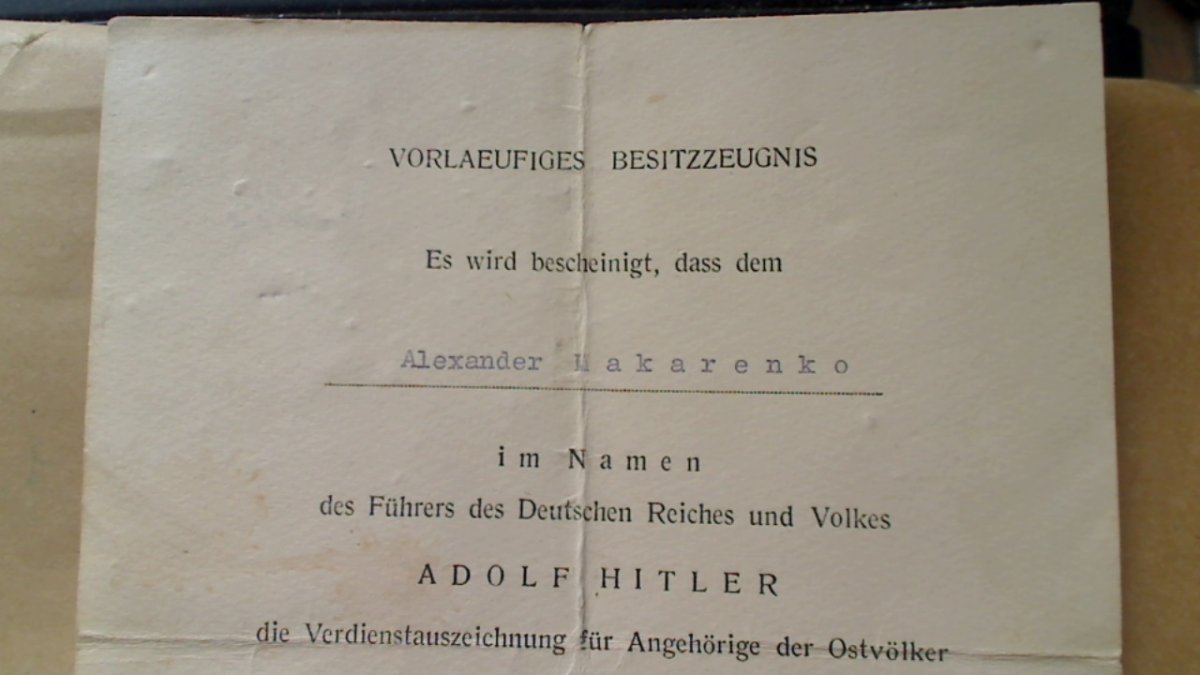 VORLAEUFIGES BESITZZEUGNIS
Es wird bescheinigt, dass dem
Alexander Makarenko
im Namen
des Führers des Deutschen Reiches und Volkes
ADOLF HITLER
die Verdienstauszeichnung für Angehörige der Ostvölker